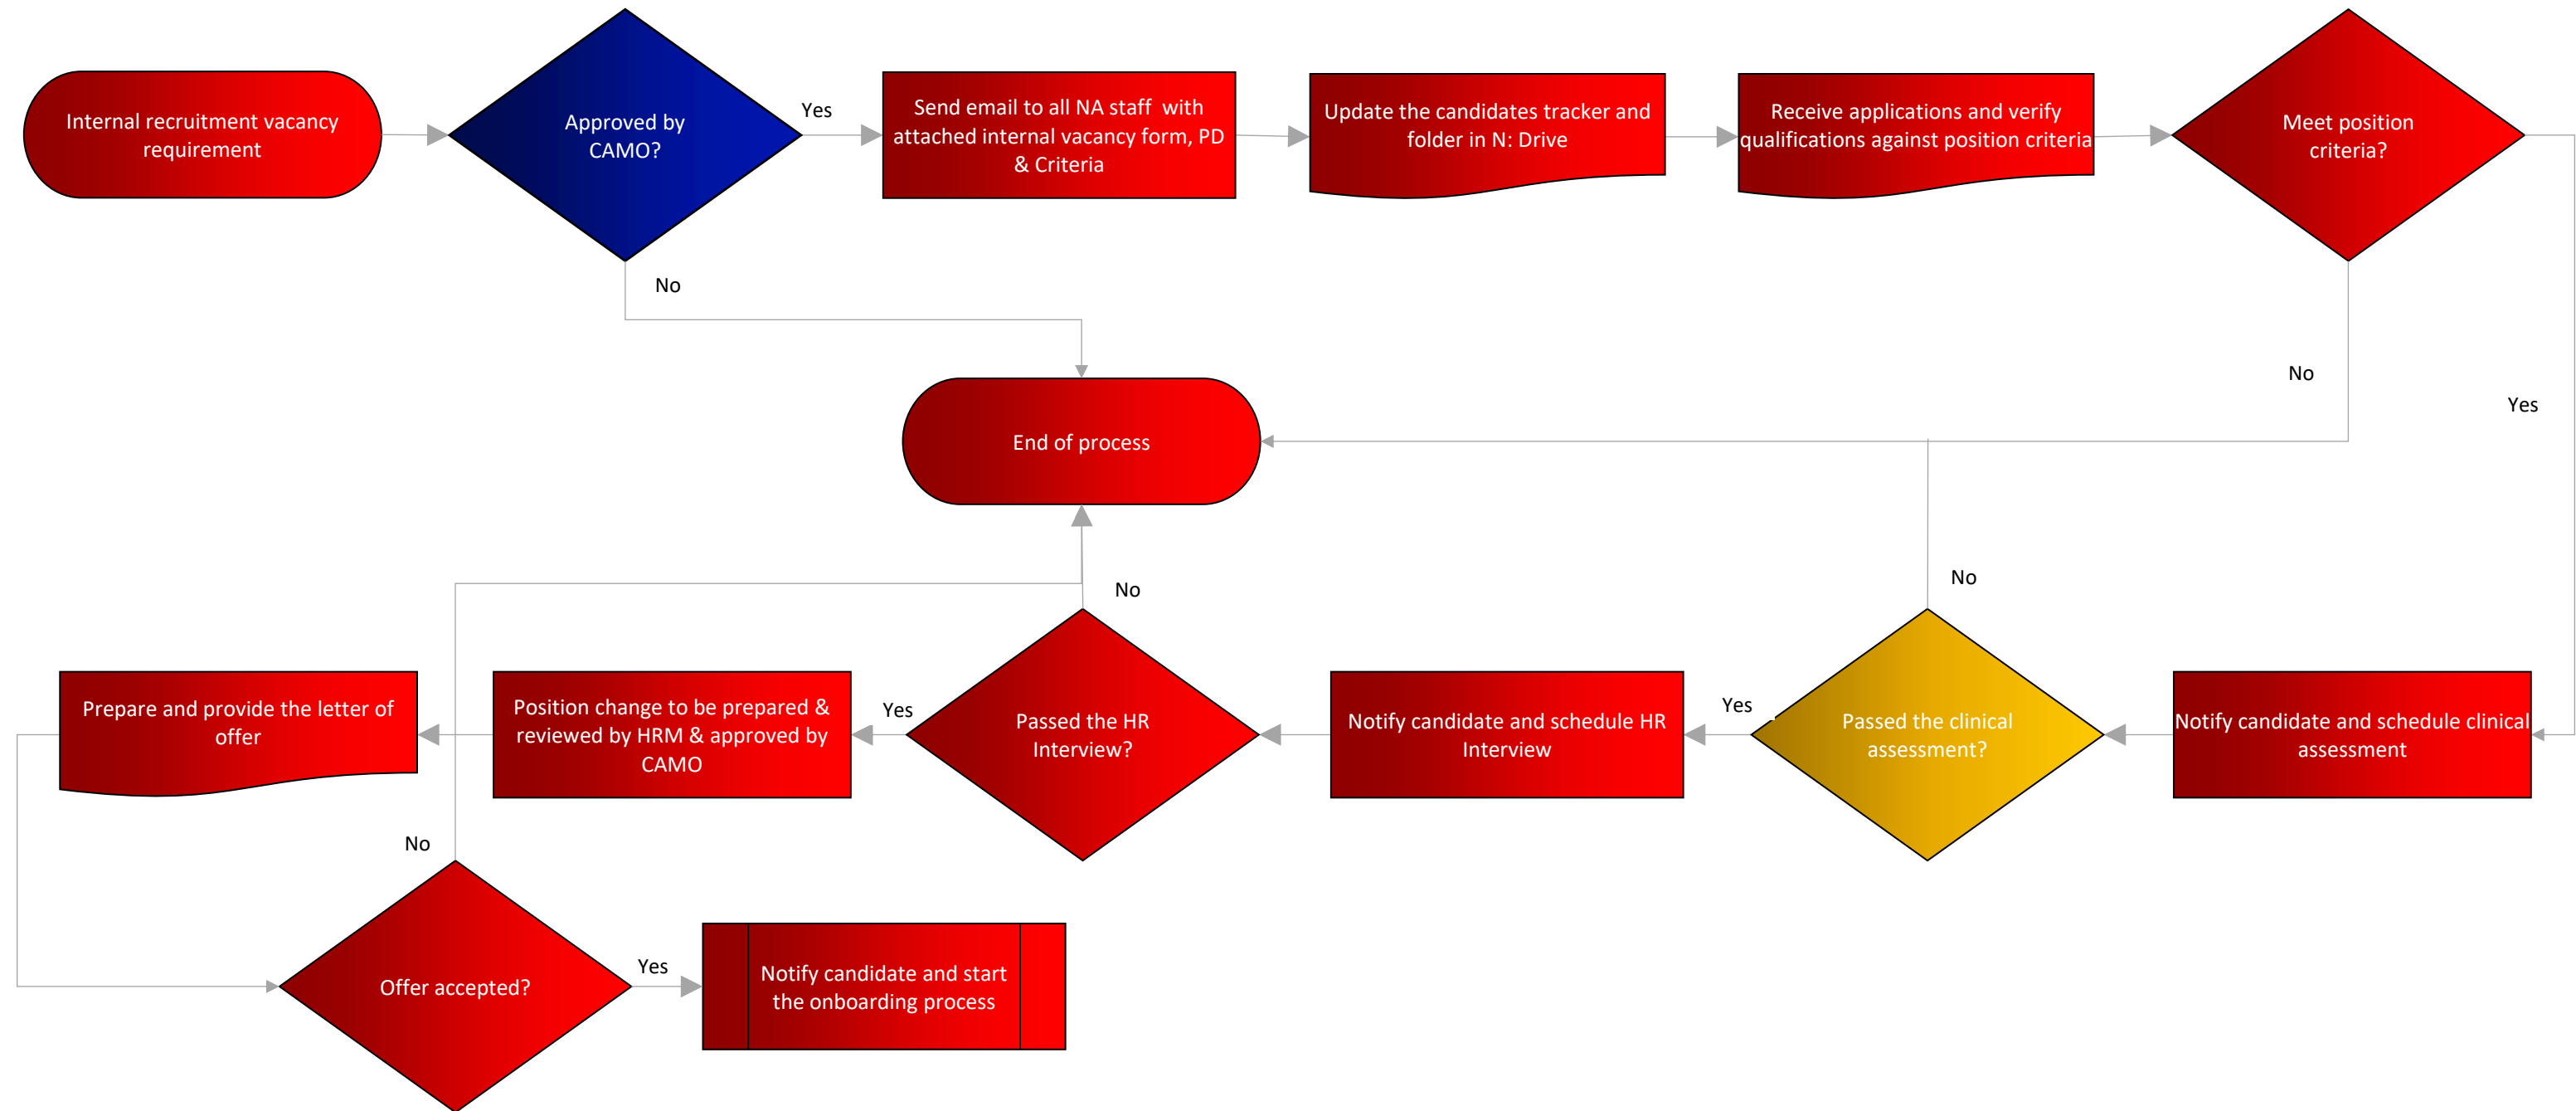 Internal recruitment vacancy
requirement
Approved by
CAMO?
Yes
No
Send email to all NA staff  with
attached internal vacancy form, PD
& Criteria
Update the candidates tracker and
folder in N: Drive
Receive applications and verify
qualifications against position criteria
Meet position
criteria?
No
Yes
End of process
Notify candidate and schedule clinical
assessment
Passed the clinical
assessment?
No
Yes
Notify candidate and schedule HR
Interview
Passed the HR
Interview?
No
Yes
Position change to be prepared &
reviewed by HRM & approved by
CAMO
Prepare and provide the letter of
offer
Offer accepted?
No
Yes
Notify candidate and start
the onboarding process